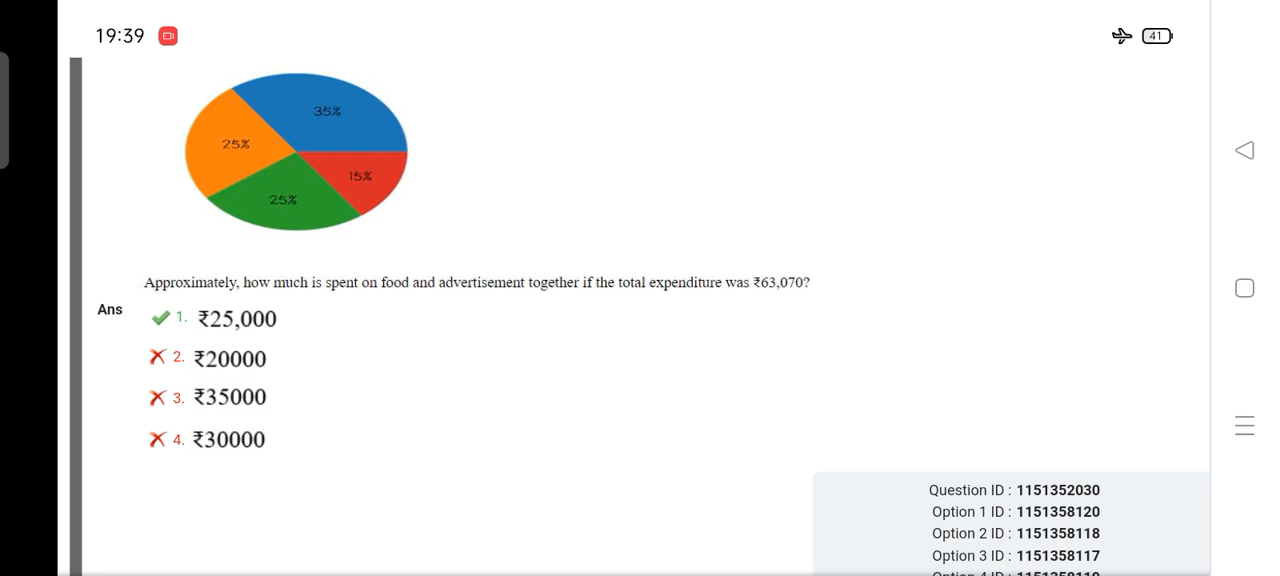 19:39
41
35%
25%
15%
25%
Approximately, how much is spent on food and advertisement together if the total expenditure was ₹63,070?
Ans
1. ₹25,000
2. ₹20000
3. ₹35000
4. ₹30000
Question ID : 1151352030
Option 1 ID : 1151358120
Option 2 ID : 1151358118
Option 3 ID : 1151358117